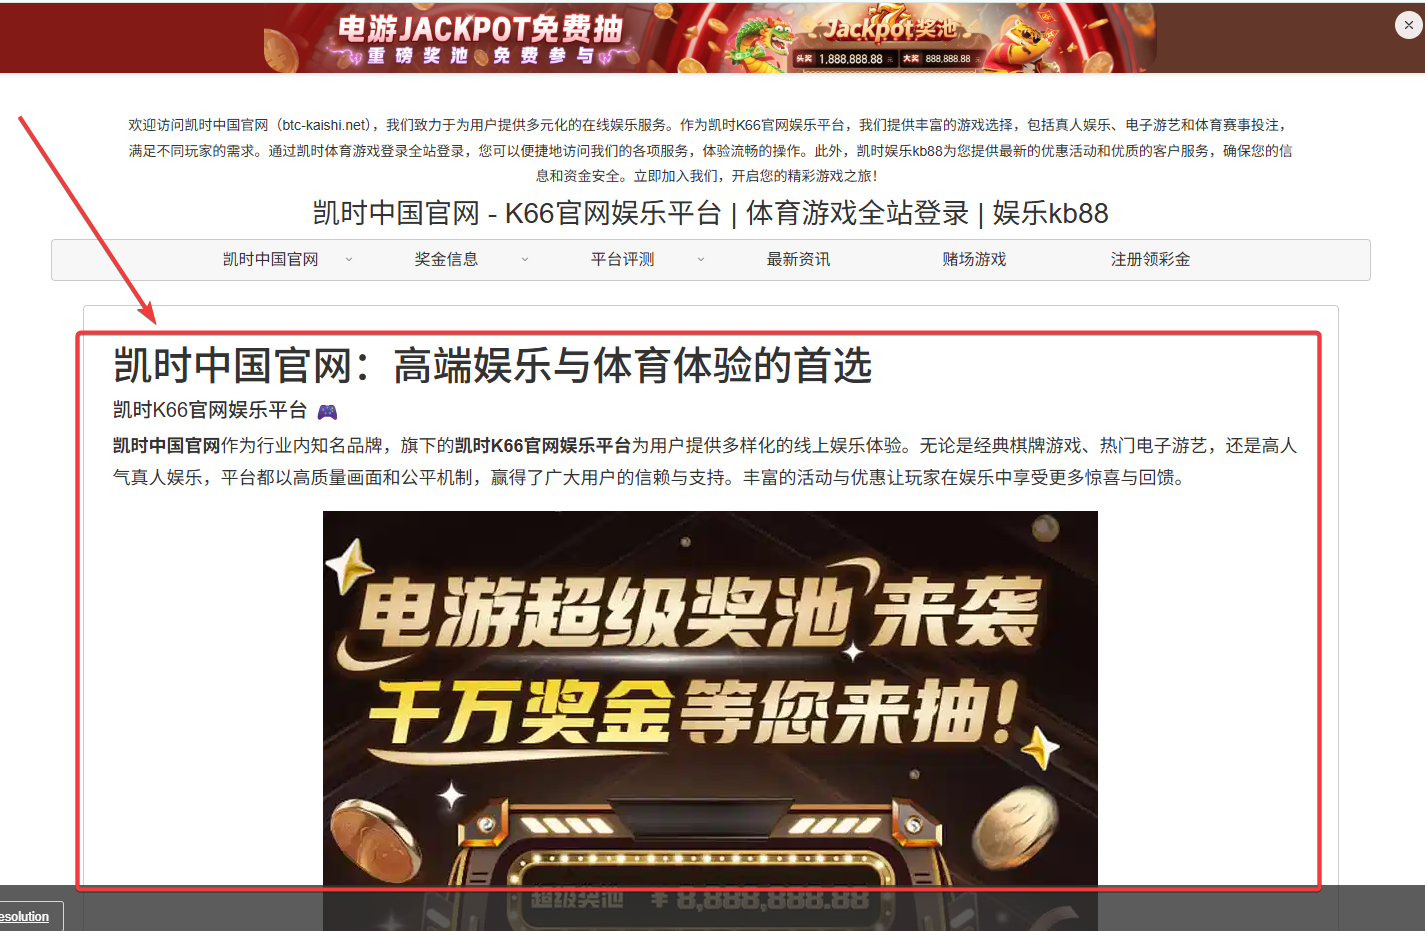 电游JACKPOT免费抽
重磅奖池 免费参与
Jackpot奖池
头奖 1,888,888.88 元 大奖 888,888.88 元
欢迎访问凯时中国官网（btc-kaishi.net），我们致力于为用户提供多元化的在线娱乐服务。作为凯时K66官网娱乐平台，我们提供丰富的游戏选择，包括真人娱乐、电子游艺和体育赛事投注，
满足不同玩家的需求。通过凯时体育游戏登录全站登录，您可以便捷地访问我们的各项服务，体验流畅的操作。此外，凯时娱乐kb88为您提供最新的优惠活动和优质的客户服务，确保您的信
息和资金安全。立即加入我们，开启您的精彩游戏之旅！
凯时中国官网 - K66官网娱乐平台 | 体育游戏全站登录 | 娱乐kb88
凯时中国官网 奖金信息 平台评测 最新资讯 赌场游戏 注册领彩金
凯时中国官网：高端娱乐与体育体验的首选
凯时K66官网娱乐平台 🎮
凯时中国官网作为行业内知名品牌，旗下的凯时K66官网娱乐平台为用户提供多样化的线上娱乐体验。无论是经典棋牌游戏、热门电子游艺，还是高人
气真人娱乐，平台都以高质量画面和公平机制，赢得了广大用户的信赖与支持。丰富的活动与优惠让玩家在娱乐中享受更多惊喜与回馈。
电游超级奖池 来袭
千万奖金等您来抽！
超级奖池 ¥ 8,888,888.88
esolution